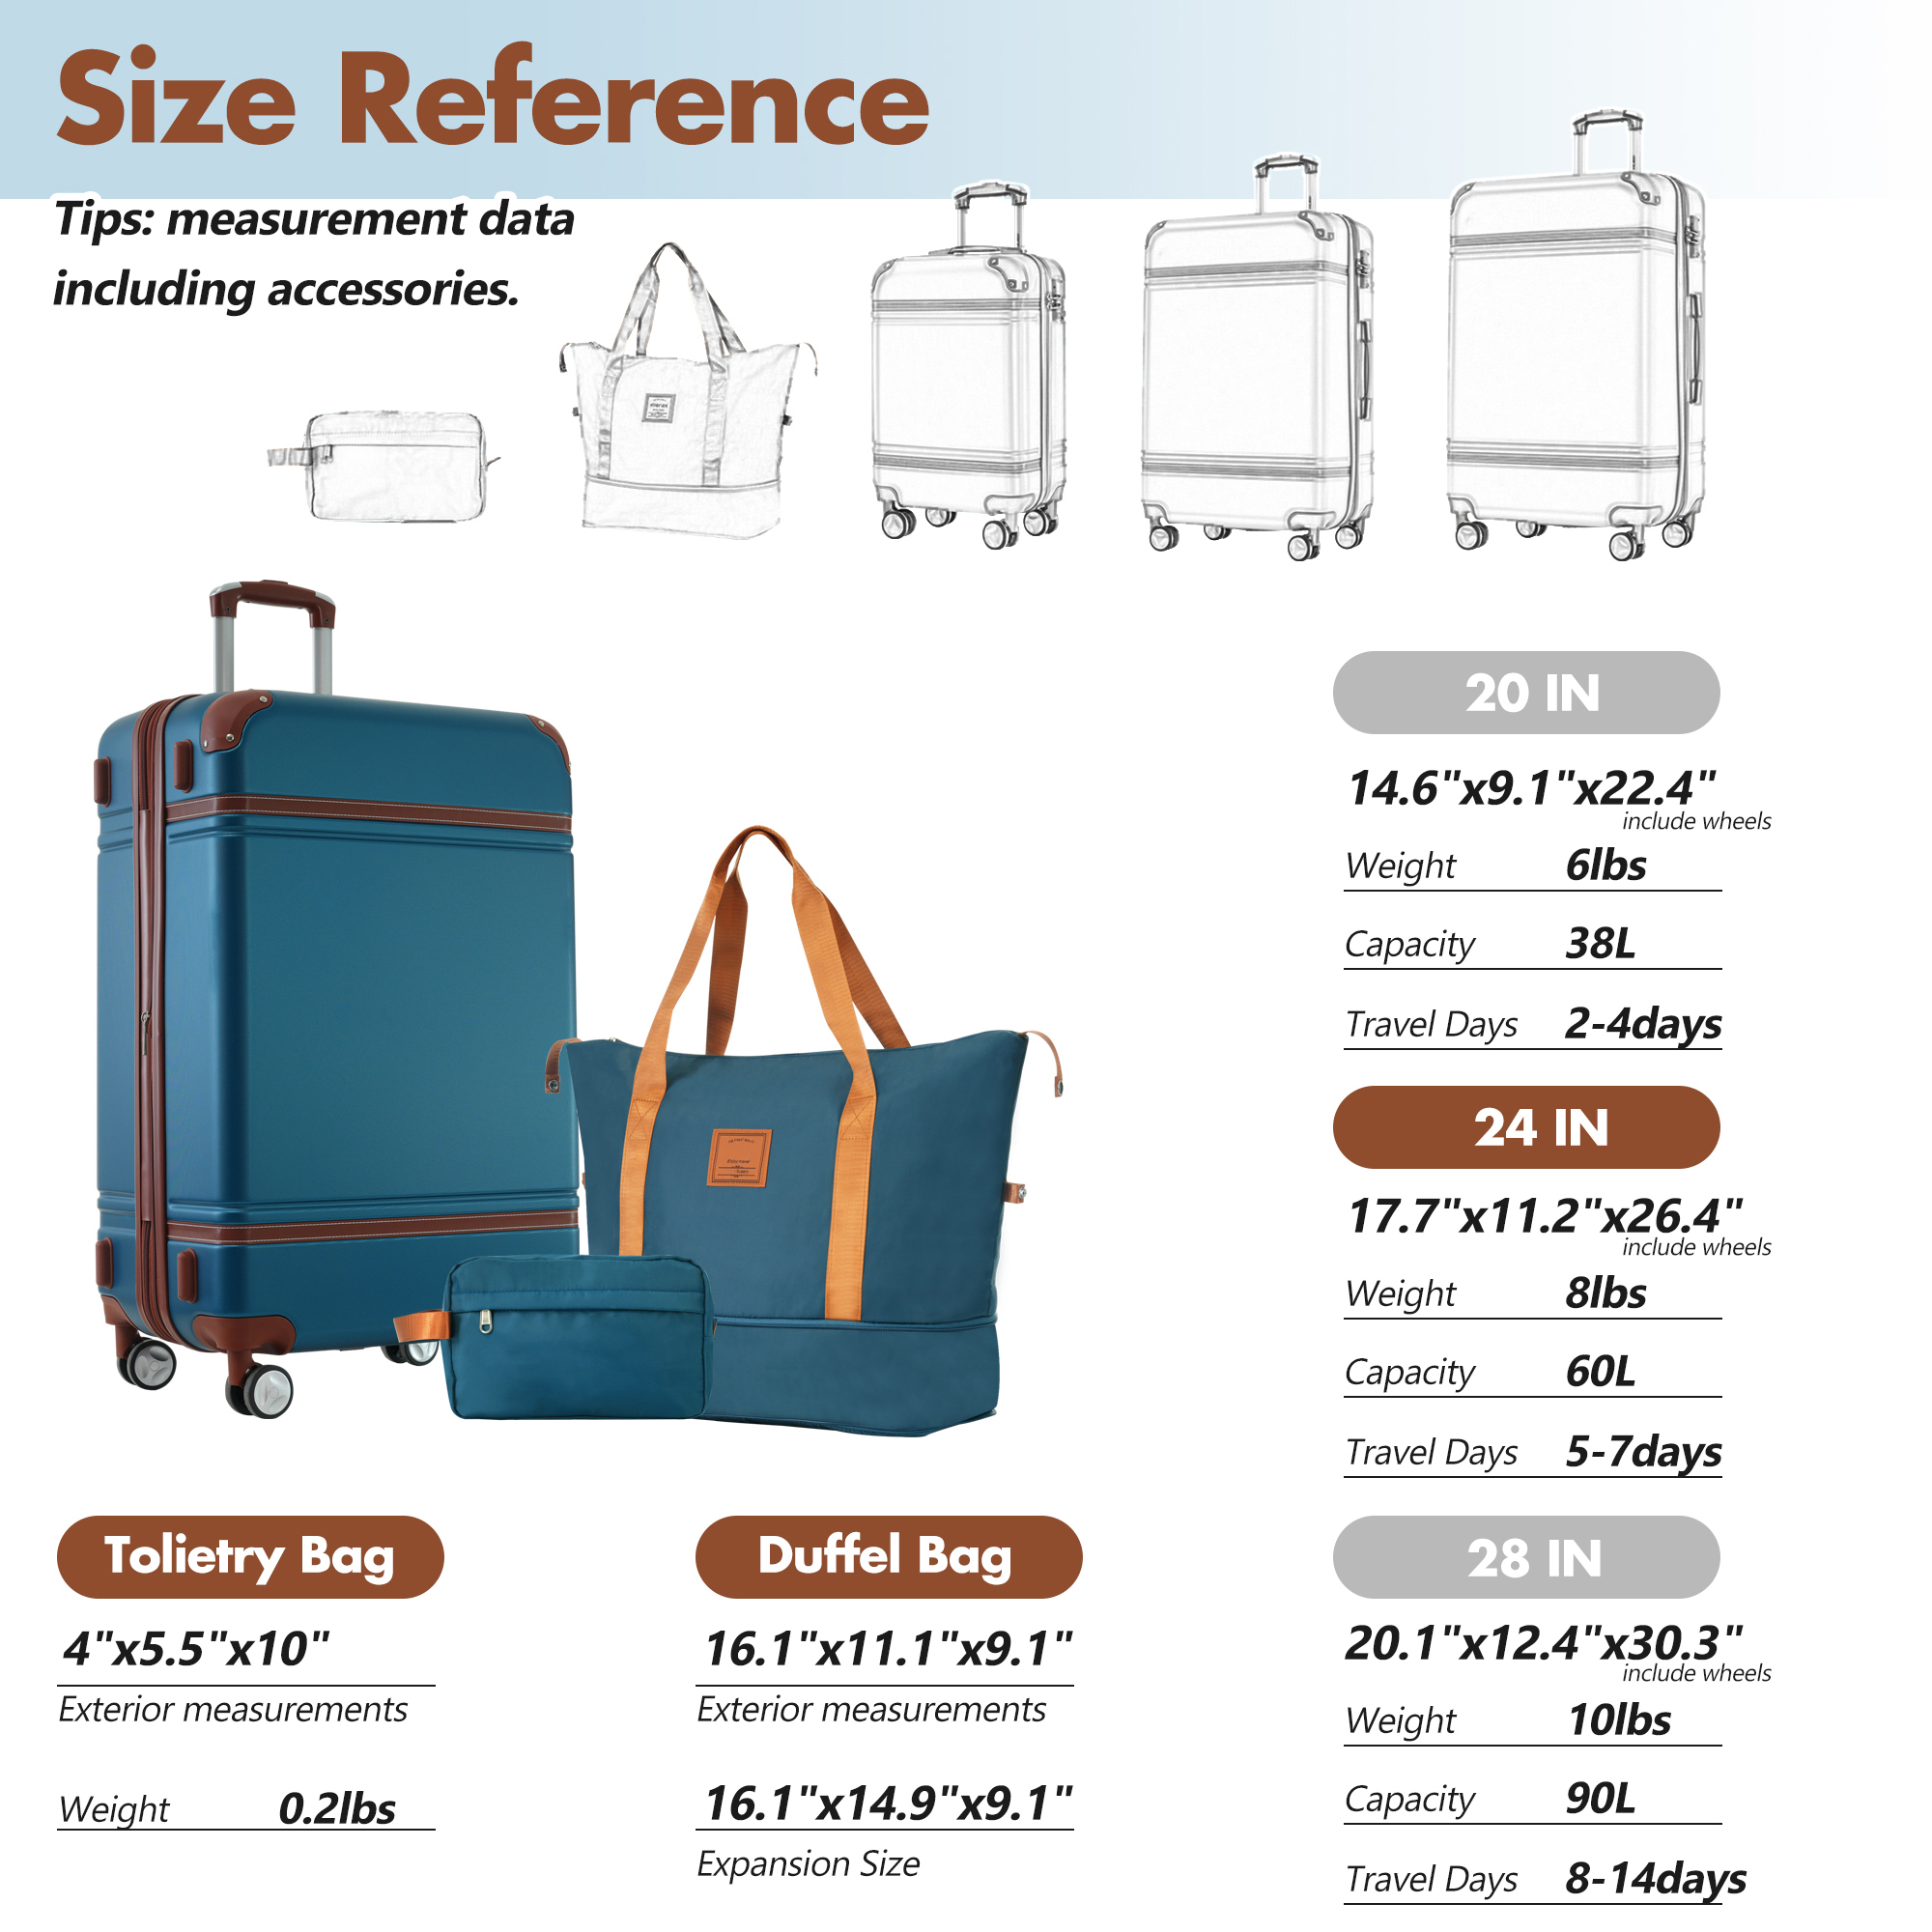 Size Reference
Tips: measurement data
including accessories.
20 IN
14.6"x9.1"x22.4"
include wheels
Weight 6lbs
Capacity 38L
Travel Days 2-4days
24 IN
17.7"x11.2"x26.4"
include wheels
Weight 8lbs
Capacity 60L
Travel Days 5-7days
Tolietry Bag
4"x5.5"x10"
Exterior measurements
Weight 0.2lbs
Duffel Bag
16.1"x11.1"x9.1"
Exterior measurements
16.1"x14.9"x9.1"
Expansion Size
28 IN
20.1"x12.4"x30.3"
include wheels
Weight 10lbs
Capacity 90L
Travel Days 8-14days